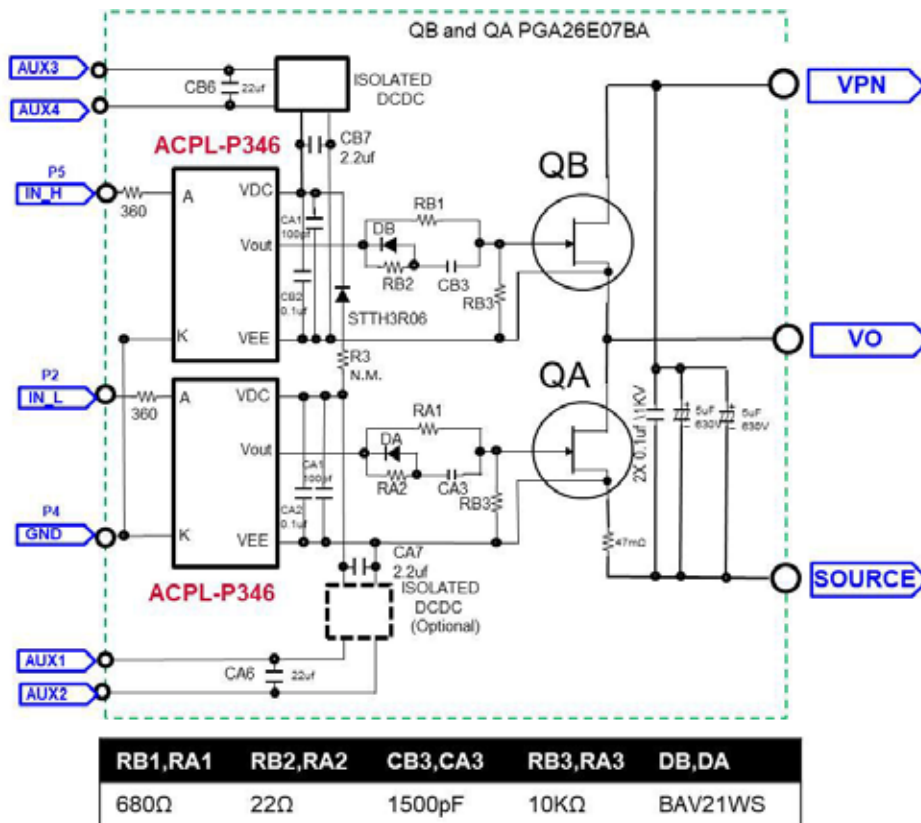 QB and QA PGA26E07BA
AUX3
AUX4
CB6
22uf
ISOLATED
DCDC
CB7
2.2uf
VPN
ACPL-P346
P5
IN_H
360
A
VDC
Vout
K
VEE
CA1
100pf
CB2
0.1uf
STTH3R06
RB1
DB
RB2
CB3
RB3
QB
VO
R3
N.M.
P2
IN_L
360
A
VDC
Vout
K
VEE
CA1
100pf
CA2
0.1uf
RA1
DA
RA2
CA3
RB3
QA
2X 0.1uf \1KV
5uF
630V
5uF
630V
47mΩ
P4
GND
CA7
2.2uf
SOURCE
ACPL-P346
ISOLATED
DCDC
(Optional)
AUX1
AUX2
CA6
22uf
RB1,RA1 RB2,RA2 CB3,CA3 RB3,RA3 DB,DA
680Ω 22Ω 1500pF 10KΩ BAV21WS